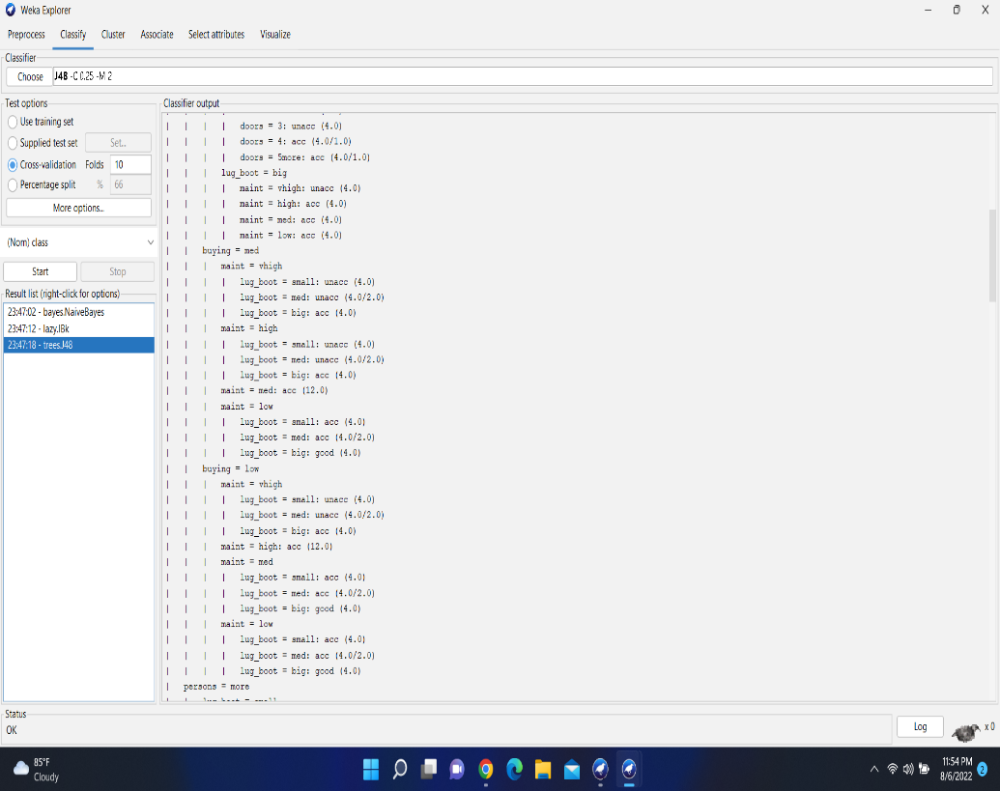 Weka Explorer
Preprocess Classify Cluster Associate Select attributes Visualize
Classifier
Choose J48 -C 0.25 -M 2
Test options
Use training set
Supplied test set Set...
Cross-validation Folds 10
Percentage split % 66
More options...
(Nom) class
Start Stop
Result list (right-click for options)
23:47:02 - bayes.NaiveBayes
23:47:12 - lazy.IBk
23:47:18 - trees.J48
Classifier output
| | | | doors = 3: unacc (4.0)
| | | | doors = 4: acc (4.0/1.0)
| | | | doors = 5more: acc (4.0/1.0)
| | | lug_boot = big
| | | | maint = vhigh: unacc (4.0)
| | | | maint = high: acc (4.0)
| | | | maint = med: acc (4.0)
| | | | maint = low: acc (4.0)
| | buying = med
| | | maint = vhigh
| | | | lug_boot = small: unacc (4.0)
| | | | lug_boot = med: unacc (4.0/2.0)
| | | | lug_boot = big: acc (4.0)
| | | maint = high
| | | | lug_boot = small: unacc (4.0)
| | | | lug_boot = med: unacc (4.0/2.0)
| | | | lug_boot = big: acc (4.0)
| | | maint = med: acc (12.0)
| | | maint = low
| | | | lug_boot = small: acc (4.0)
| | | | lug_boot = med: acc (4.0/2.0)
| | | | lug_boot = big: good (4.0)
| | buying = low
| | | maint = vhigh
| | | | lug_boot = small: unacc (4.0)
| | | | lug_boot = med: unacc (4.0/2.0)
| | | | lug_boot = big: acc (4.0)
| | | maint = high: acc (12.0)
| | | maint = med
| | | | lug_boot = small: acc (4.0)
| | | | lug_boot = med: acc (4.0/2.0)
| | | | lug_boot = big: good (4.0)
| | | maint = low
| | | | lug_boot = small: acc (4.0)
| | | | lug_boot = med: acc (4.0/2.0)
| | | | lug_boot = big: good (4.0)
| persons = more
Status
OK
Log x 0
85°F
Cloudy
11:54 PM
8/6/2022
2